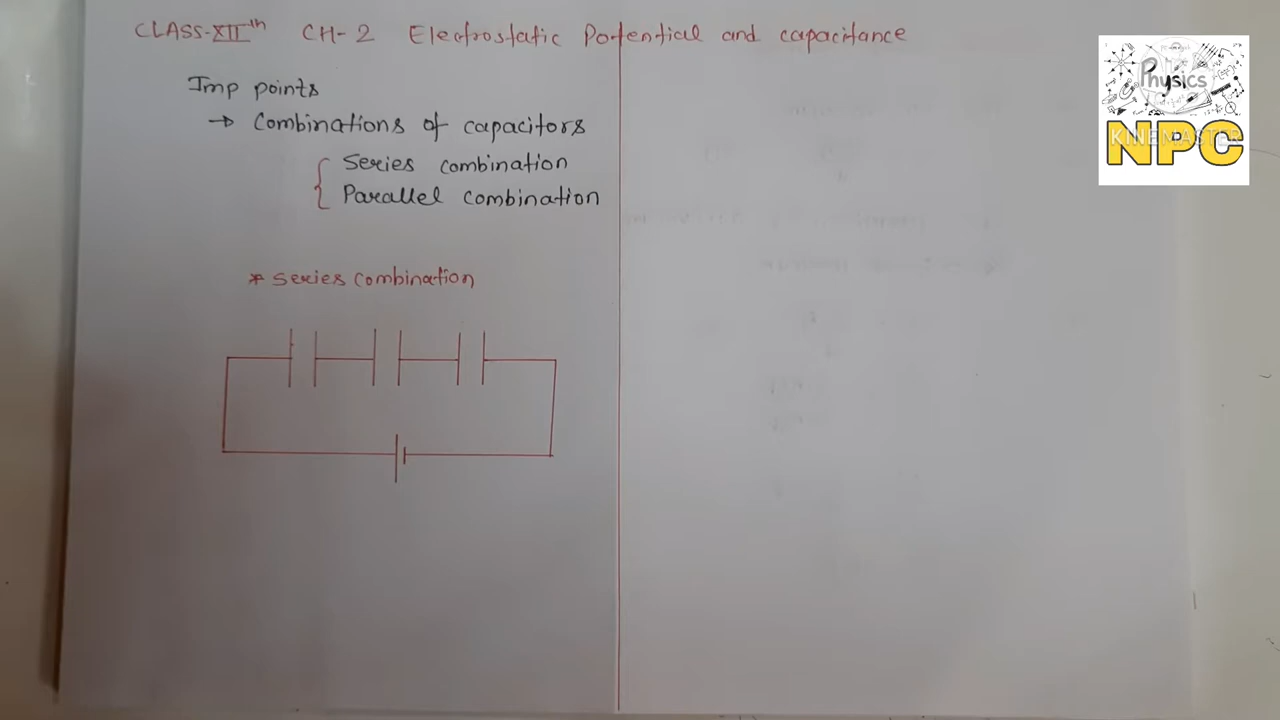 CLASS-XIIth CH-2 Electrostatic Potential and capacitance
Imp points
→ Combinations of capacitors
Series combination
Parallel combination
* Series combination
Physics
KINEMASTER
NPC